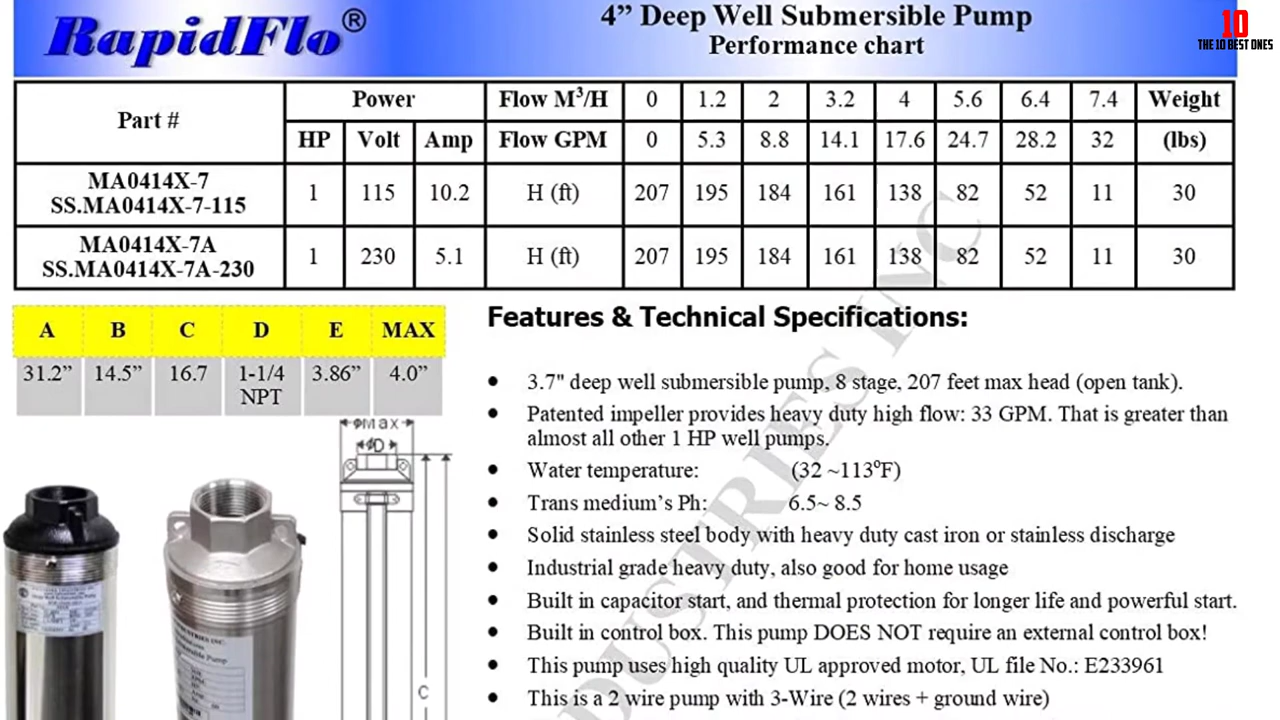 RapidFlo®
4” Deep Well Submersible Pump
Performance chart
10
THE 10 BEST ONES
Part # Power Flow M³/H 0 1.2 2 3.2 4 5.6 6.4 7.4 Weight
HP Volt Amp Flow GPM 0 5.3 8.8 14.1 17.6 24.7 28.2 32 (lbs)
MA0414X-7
SS.MA0414X-7-115 1 115 10.2 H (ft) 207 195 184 161 138 82 52 11 30
MA0414X-7A
SS.MA0414X-7A-230 1 230 5.1 H (ft) 207 195 184 161 138 82 52 11 30
A B C D E MAX
31.2” 14.5” 16.7 1-1/4 NPT 3.86” 4.0”
Features & Technical Specifications:
• 3.7" deep well submersible pump, 8 stage, 207 feet max head (open tank).
• Patented impeller provides heavy duty high flow: 33 GPM. That is greater than
almost all other 1 HP well pumps.
• Water temperature: (32 ~113⁰F)
• Trans medium’s Ph: 6.5~ 8.5
• Solid stainless steel body with heavy duty cast iron or stainless discharge
• Industrial grade heavy duty, also good for home usage
• Built in capacitor start, and thermal protection for longer life and powerful start.
• Built in control box. This pump DOES NOT require an external control box!
• This pump uses high quality UL approved motor, UL file No.: E233961
• This is a 2 wire pump with 3-Wire (2 wires + ground wire)
ΦMax
ΦD
C
DUSTRIES INC